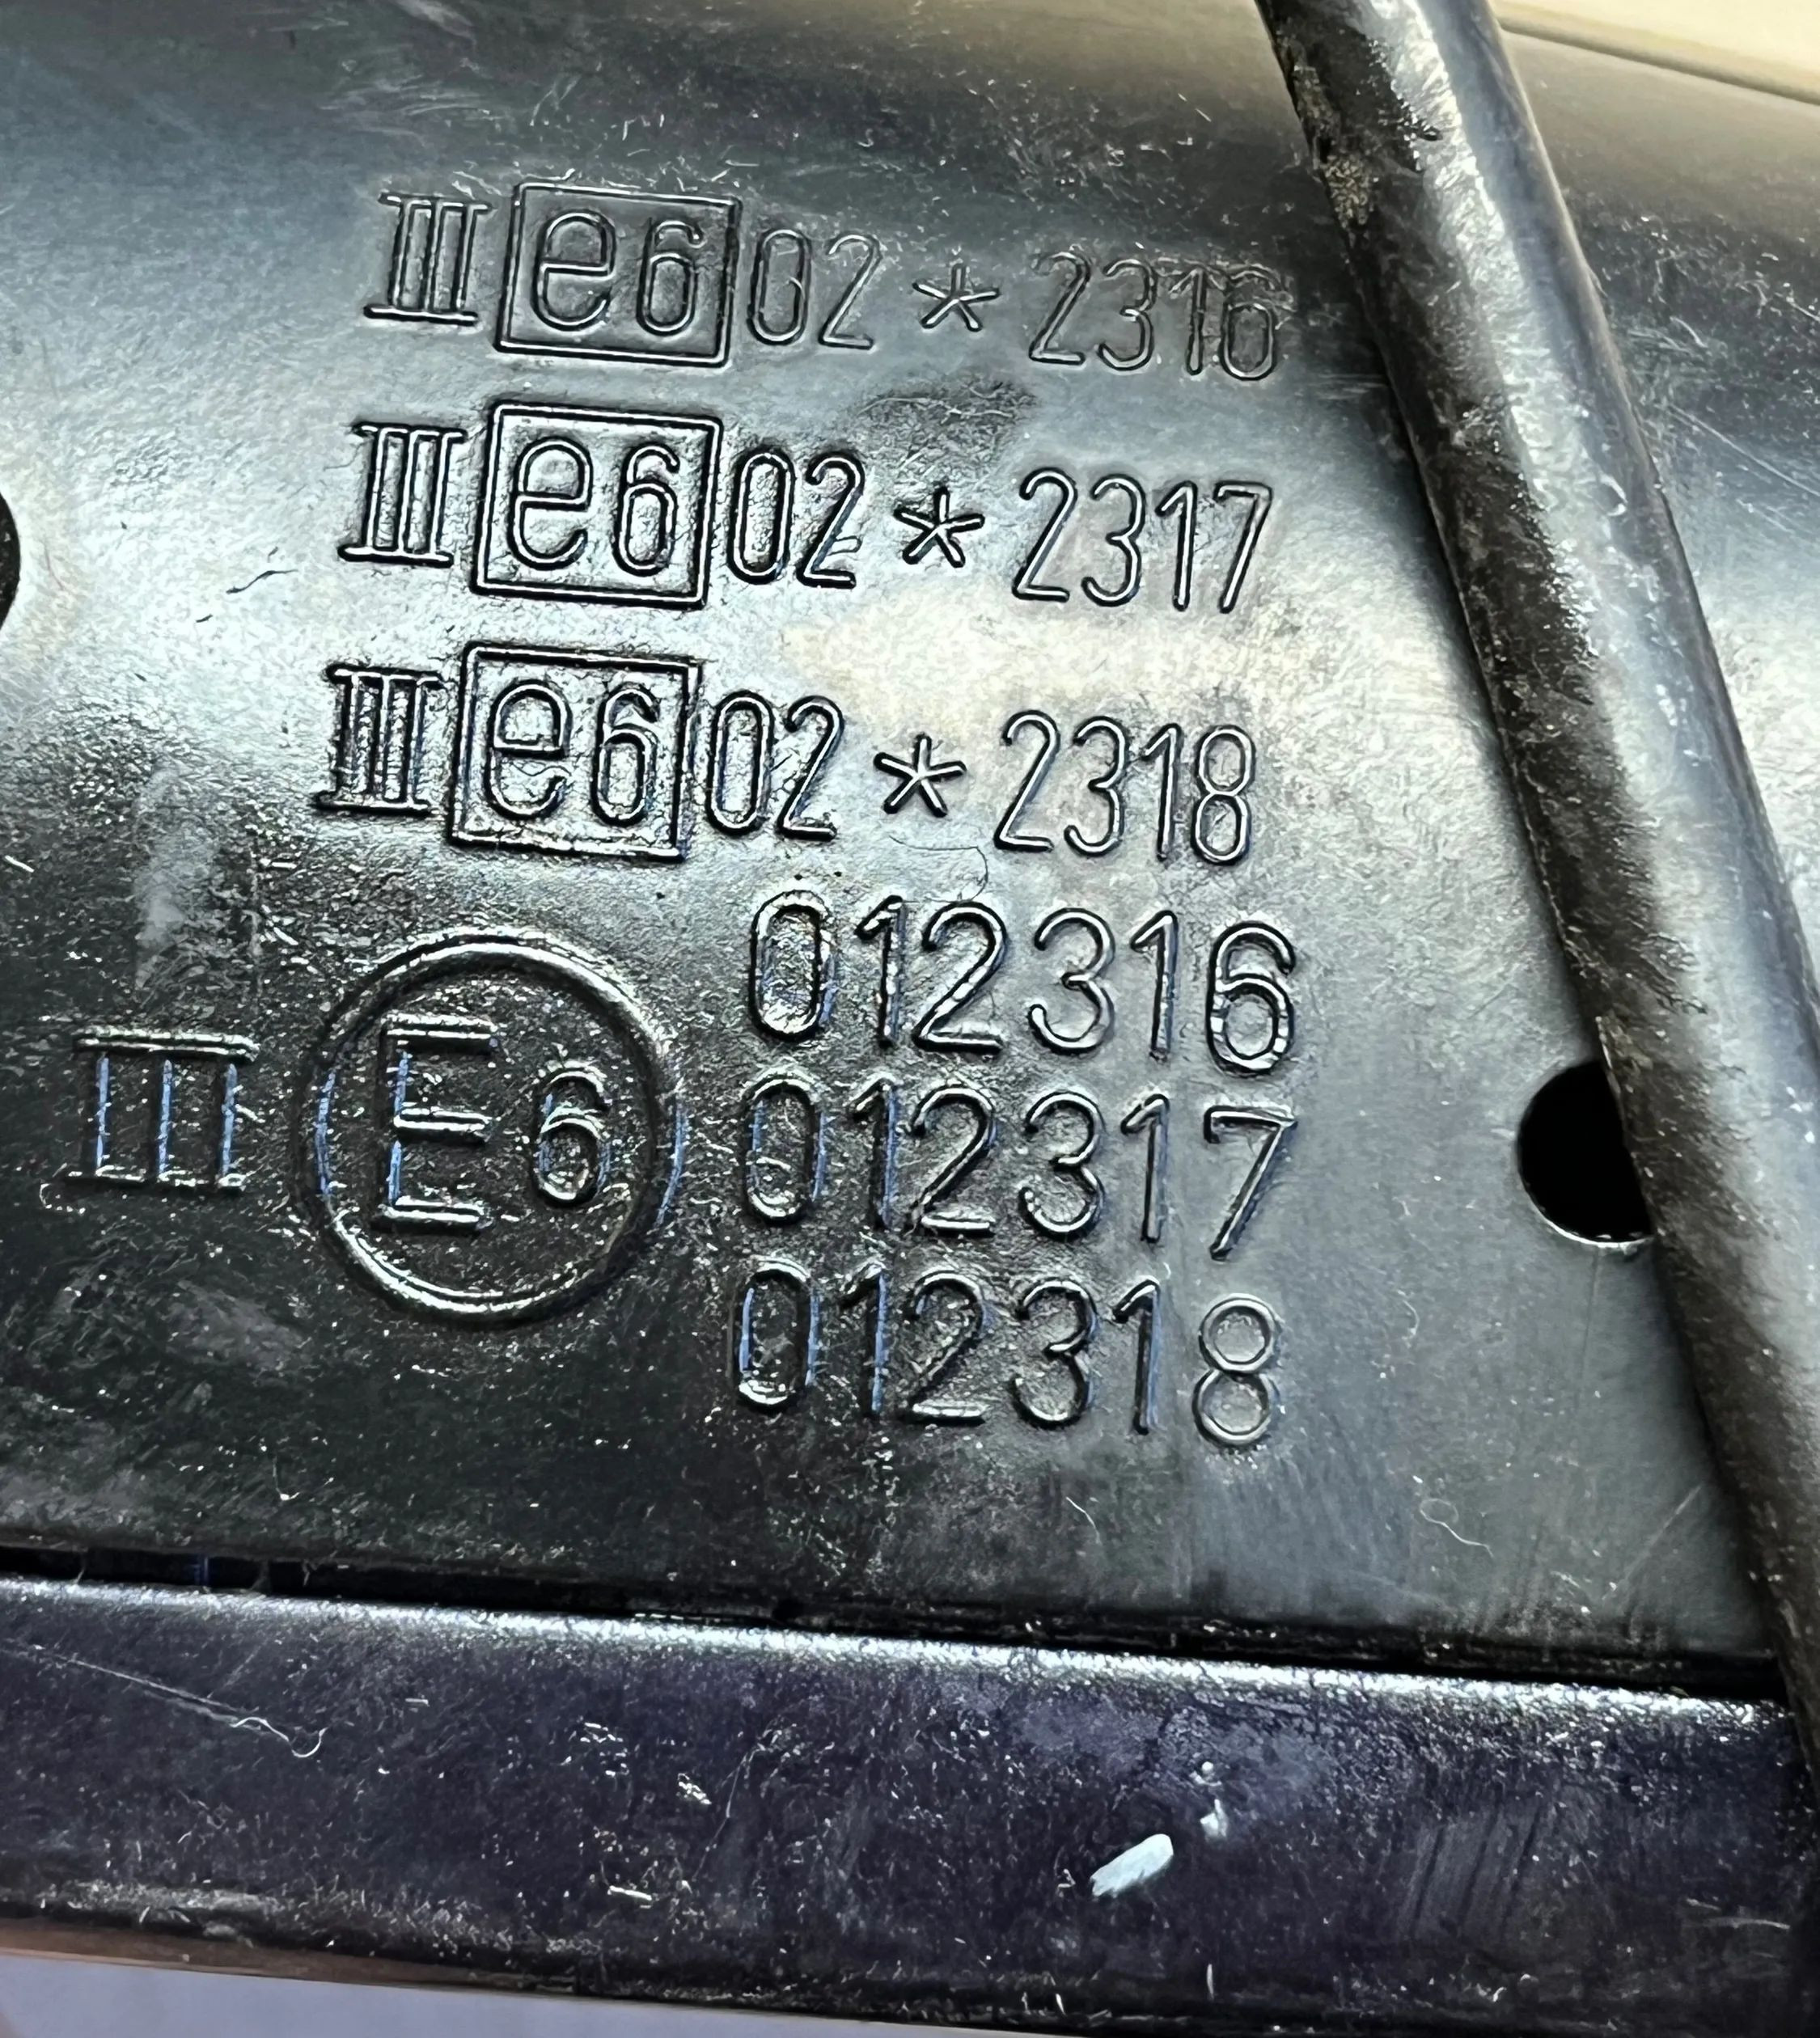 III e6 02 * 2316
III e6 02 * 2317
III e6 02 * 2318
012316
III E6 012317
012318